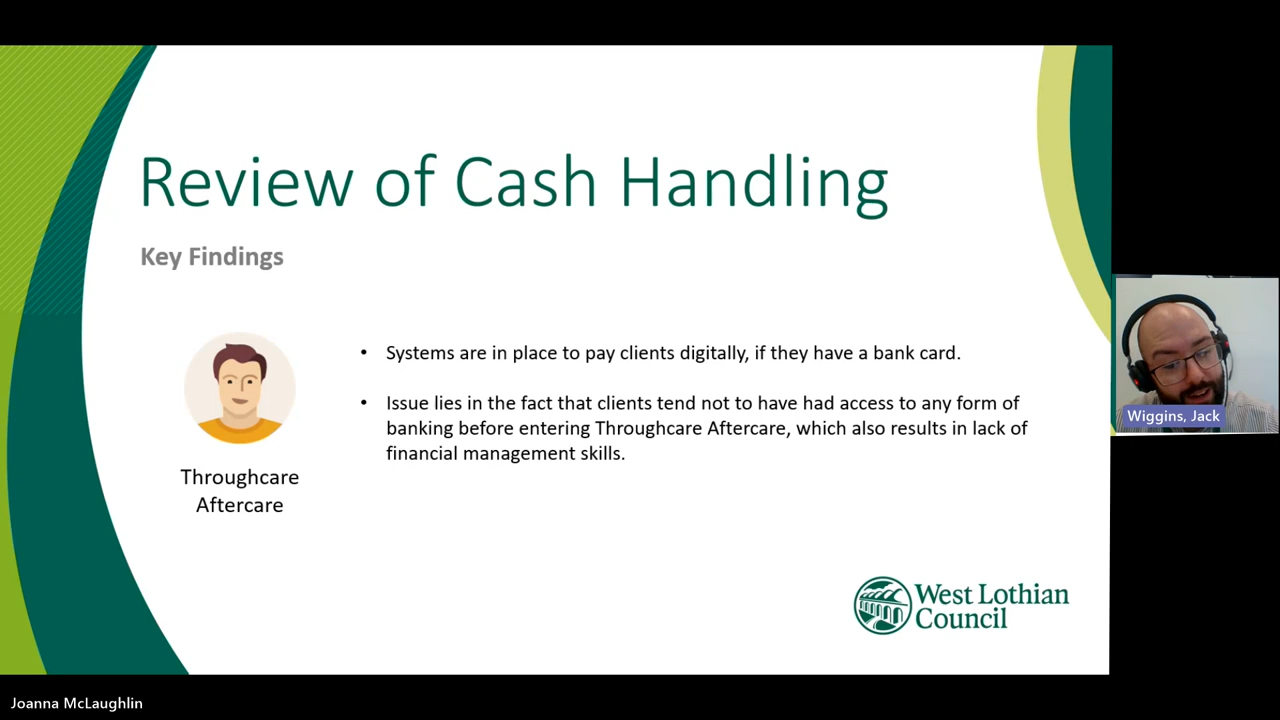 Review of Cash Handling
Key Findings
Throughcare
Aftercare
• Systems are in place to pay clients digitally, if they have a bank card.
• Issue lies in the fact that clients tend not to have had access to any form of
banking before entering Throughcare Aftercare, which also results in lack of
financial management skills.
West Lothian
Council
Wiggins, Jack
Joanna McLaughlin